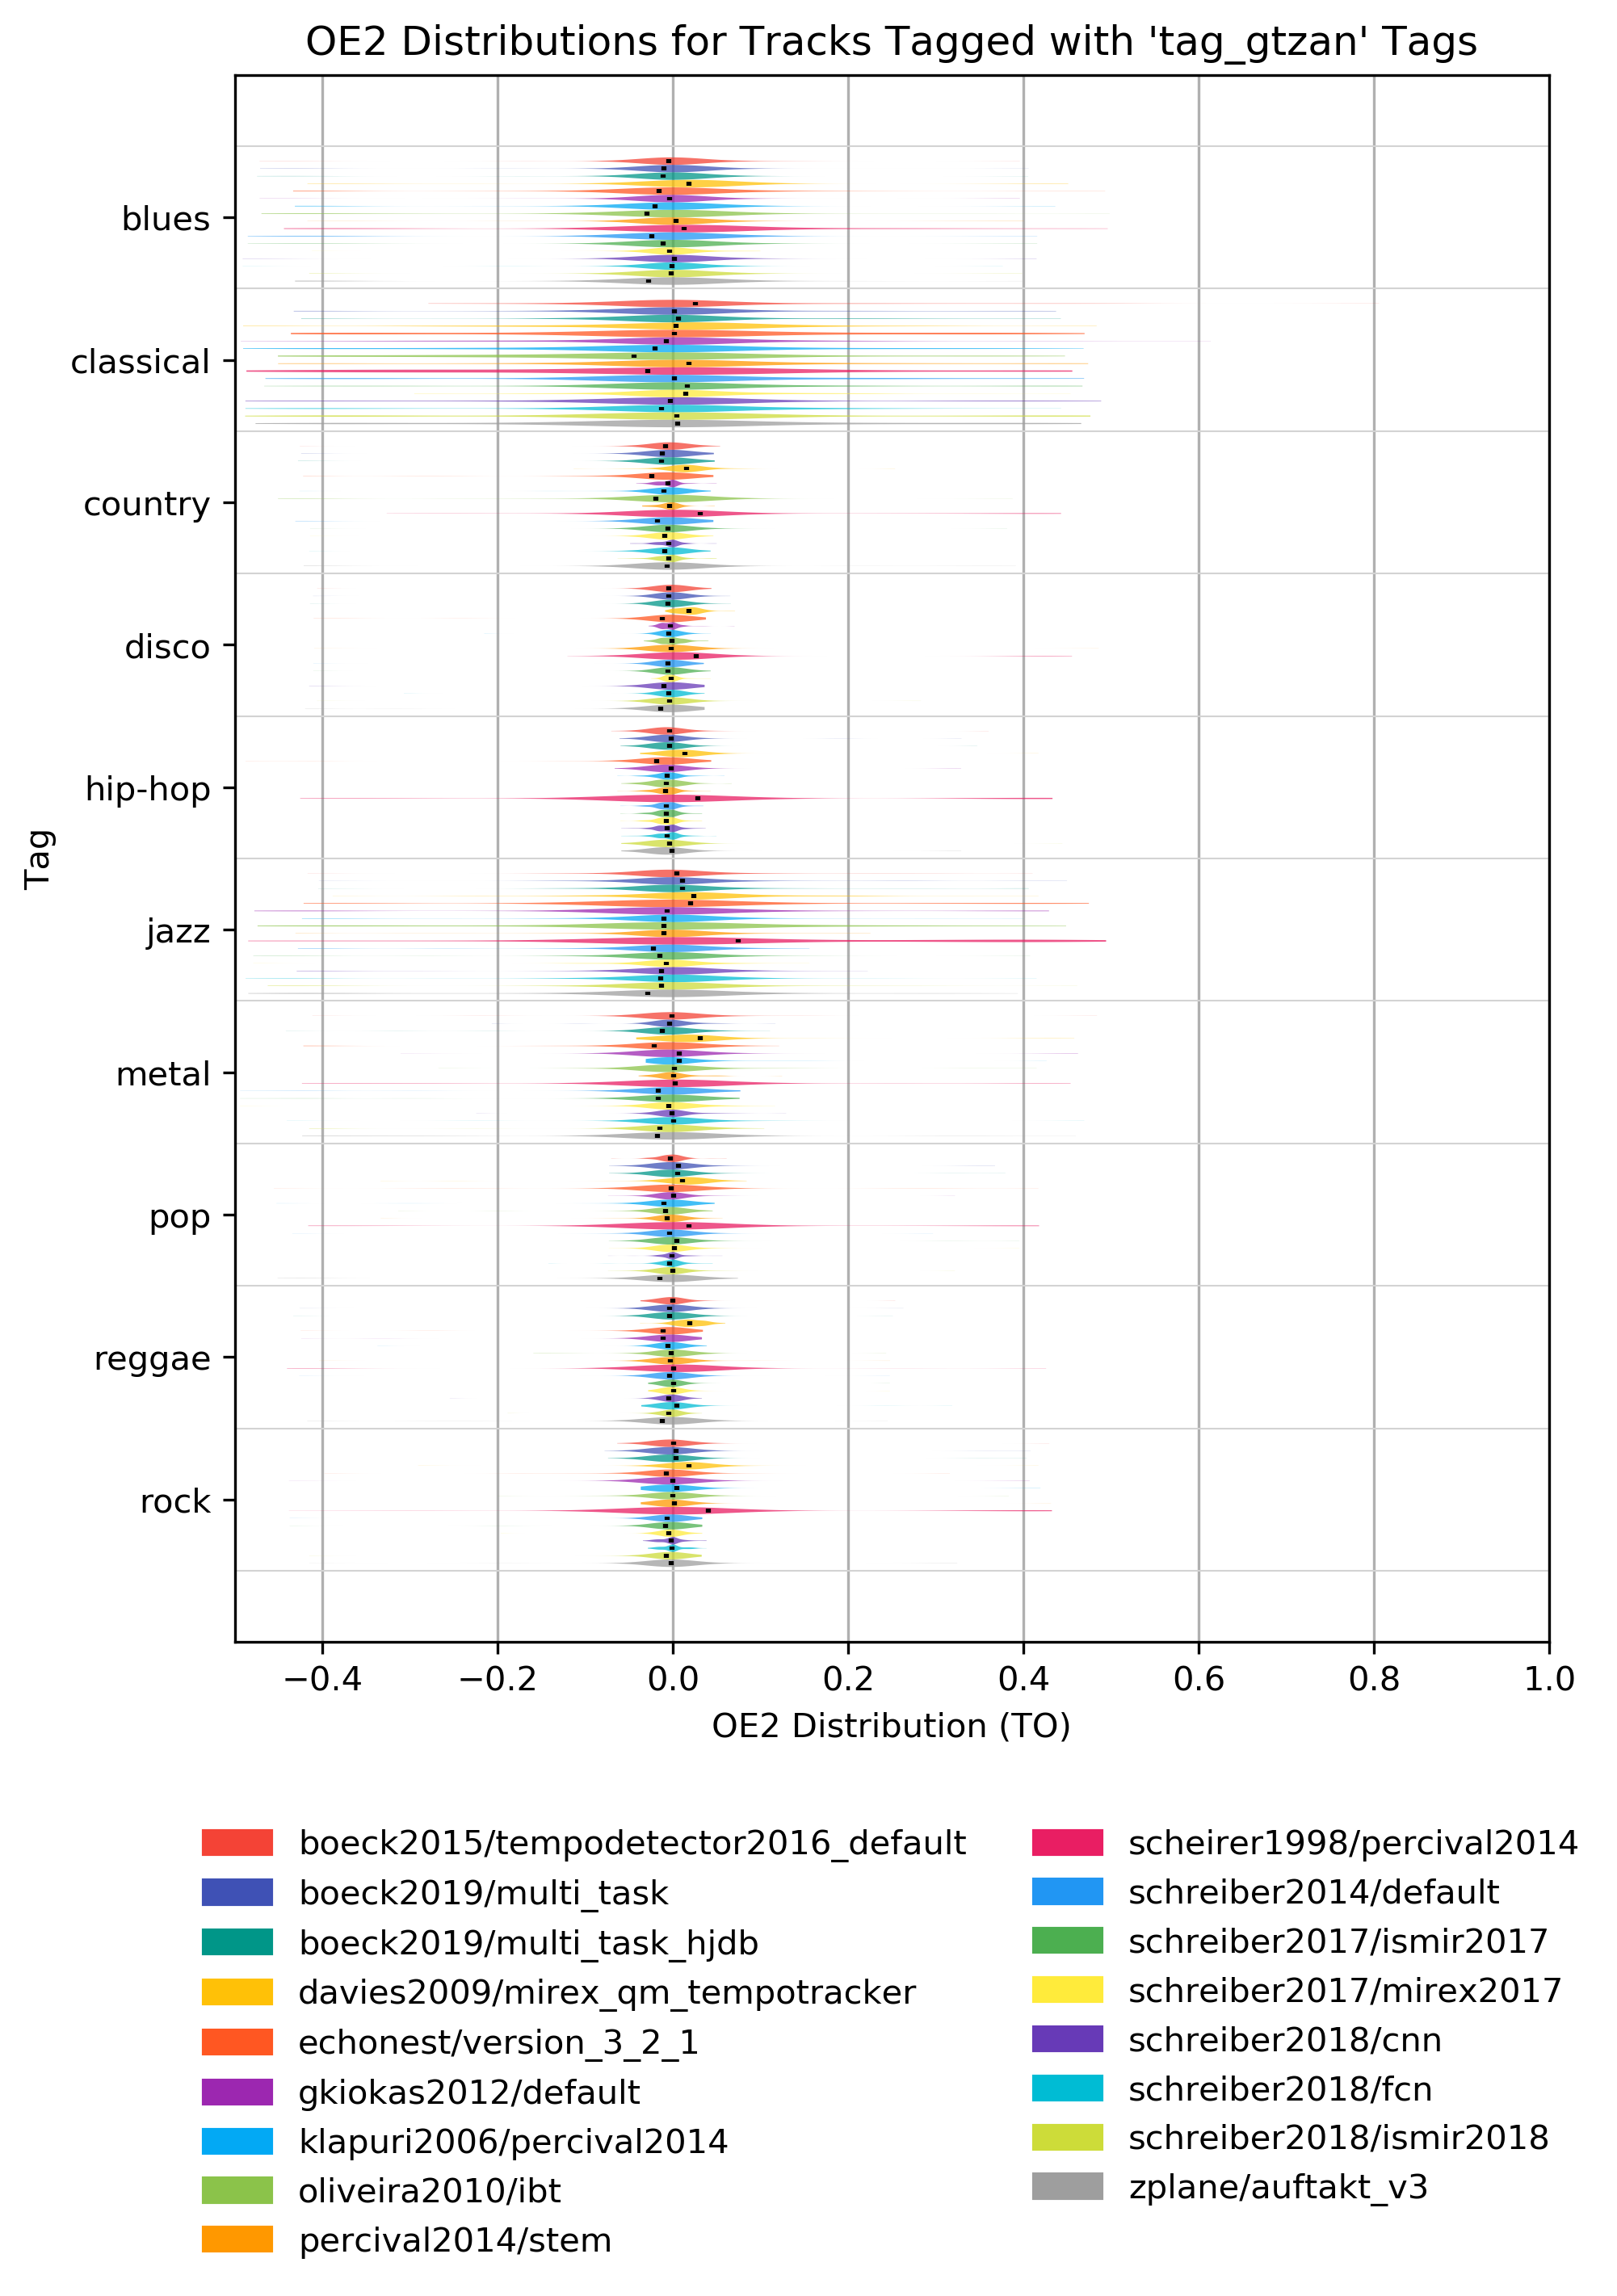 OE2 Distributions for Tracks Tagged with 'tag_gtzan' Tags
Tag
blues
classical
country
disco
hip-hop
jazz
metal
pop
reggae
rock
−0.4 −0.2 0.0 0.2 0.4 0.6 0.8 1.0
OE2 Distribution (TO)
boeck2015/tempodetector2016_default
boeck2019/multi_task
boeck2019/multi_task_hjdb
davies2009/mirex_qm_tempotracker
echonest/version_3_2_1
gkiokas2012/default
klapuri2006/percival2014
oliveira2010/ibt
percival2014/stem
scheirer1998/percival2014
schreiber2014/default
schreiber2017/ismir2017
schreiber2017/mirex2017
schreiber2018/cnn
schreiber2018/fcn
schreiber2018/ismir2018
zplane/auftakt_v3